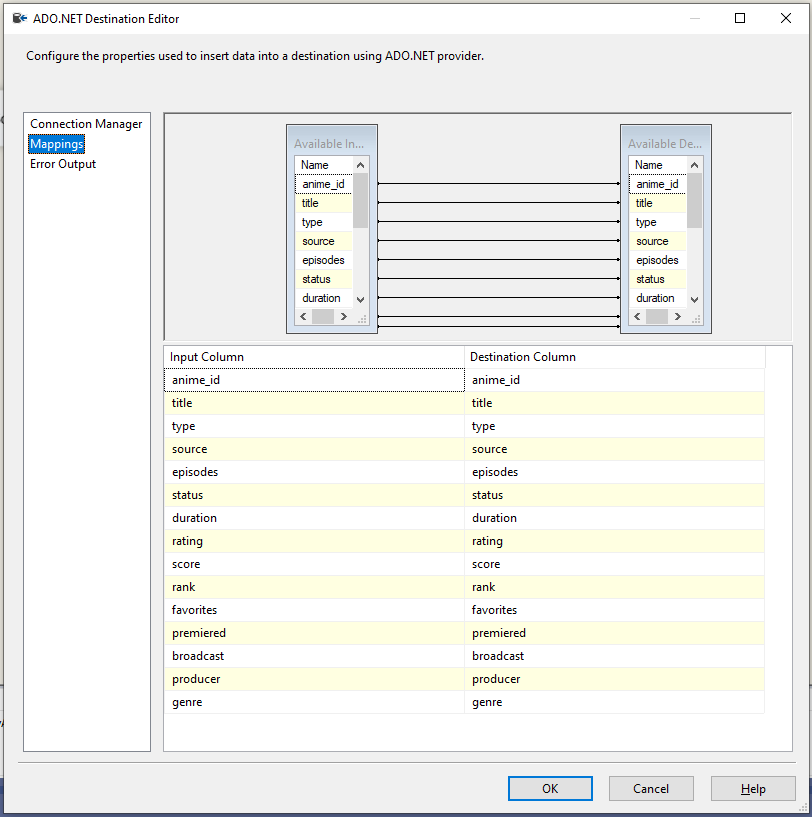 ADO.NET Destination Editor
Configure the properties used to insert data into a destination using ADO.NET provider.
Connection Manager
Mappings
Error Output
Available In...
Name
anime_id
title
type
source
episodes
status
duration
Available De...
Name
anime_id
title
type
source
episodes
status
duration
Input Column Destination Column
anime_id anime_id
title title
type type
source source
episodes episodes
status status
duration duration
rating rating
score score
rank rank
favorites favorites
premiered premiered
broadcast broadcast
producer producer
genre genre
OK Cancel Help